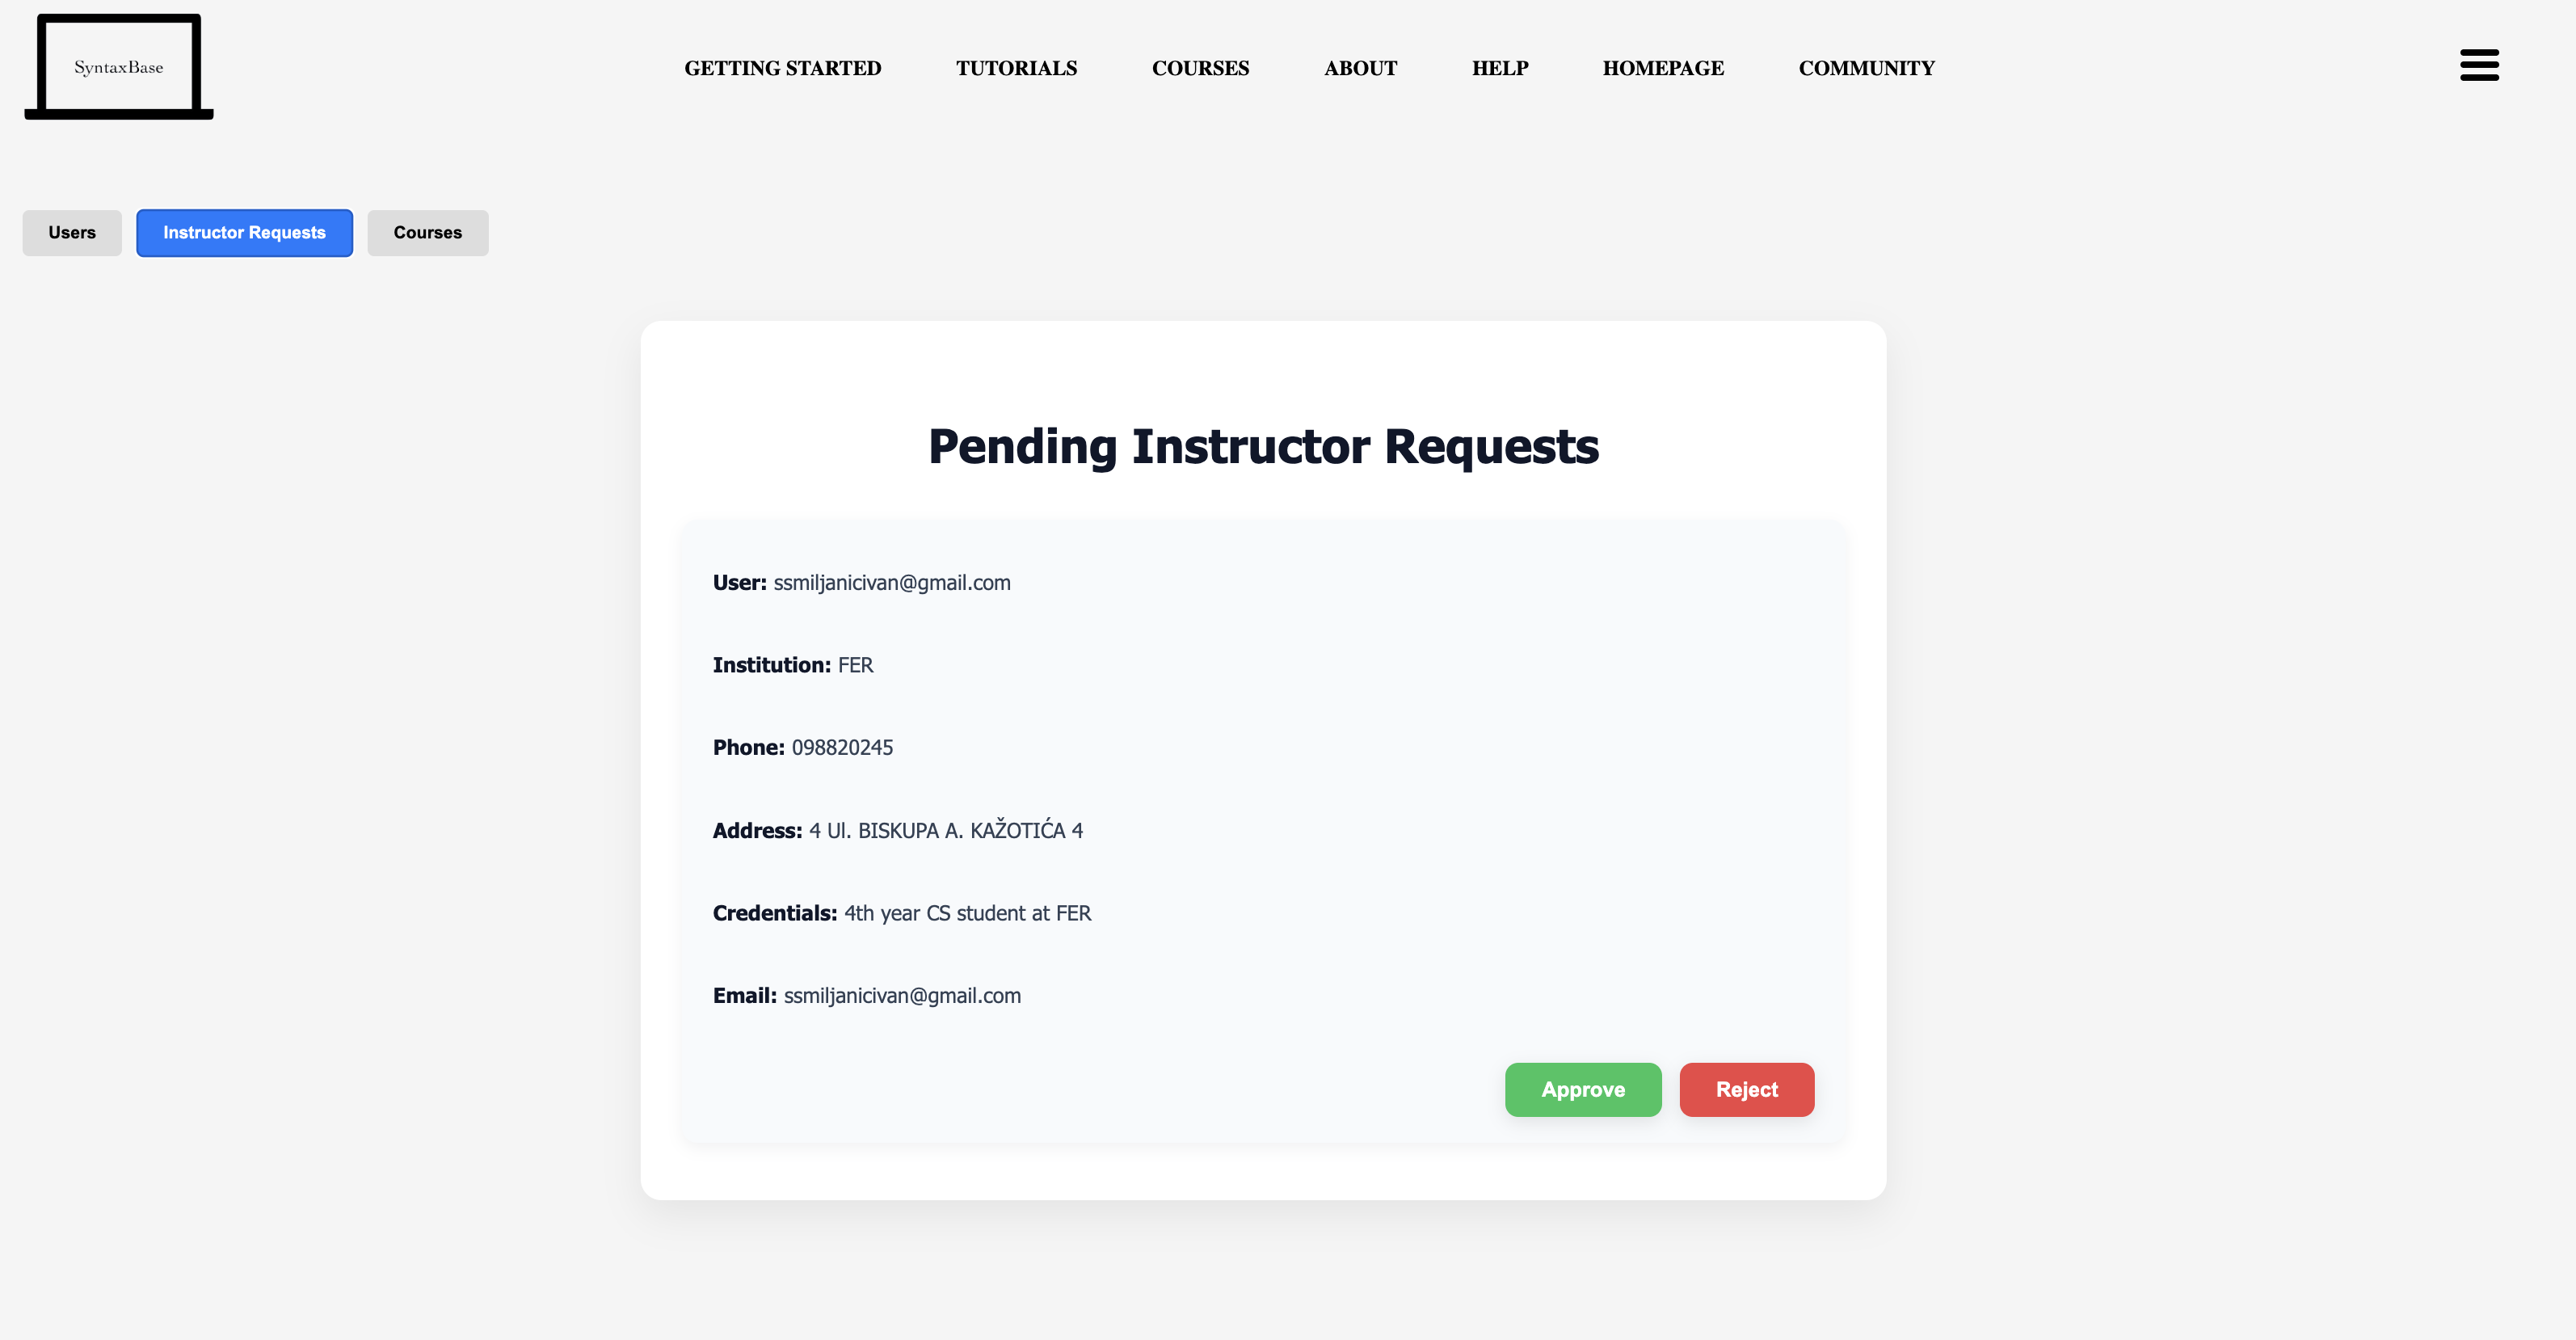 SyntaxBase
GETTING STARTED TUTORIALS COURSES ABOUT HELP HOMEPAGE COMMUNITY
Users Instructor Requests Courses
Pending Instructor Requests
User: ssmiljanicivan@gmail.com
Institution: FER
Phone: 098820245
Address: 4 Ul. BISKUPA A. KAŽOTIĆA 4
Credentials: 4th year CS student at FER
Email: ssmiljanicivan@gmail.com
Approve Reject